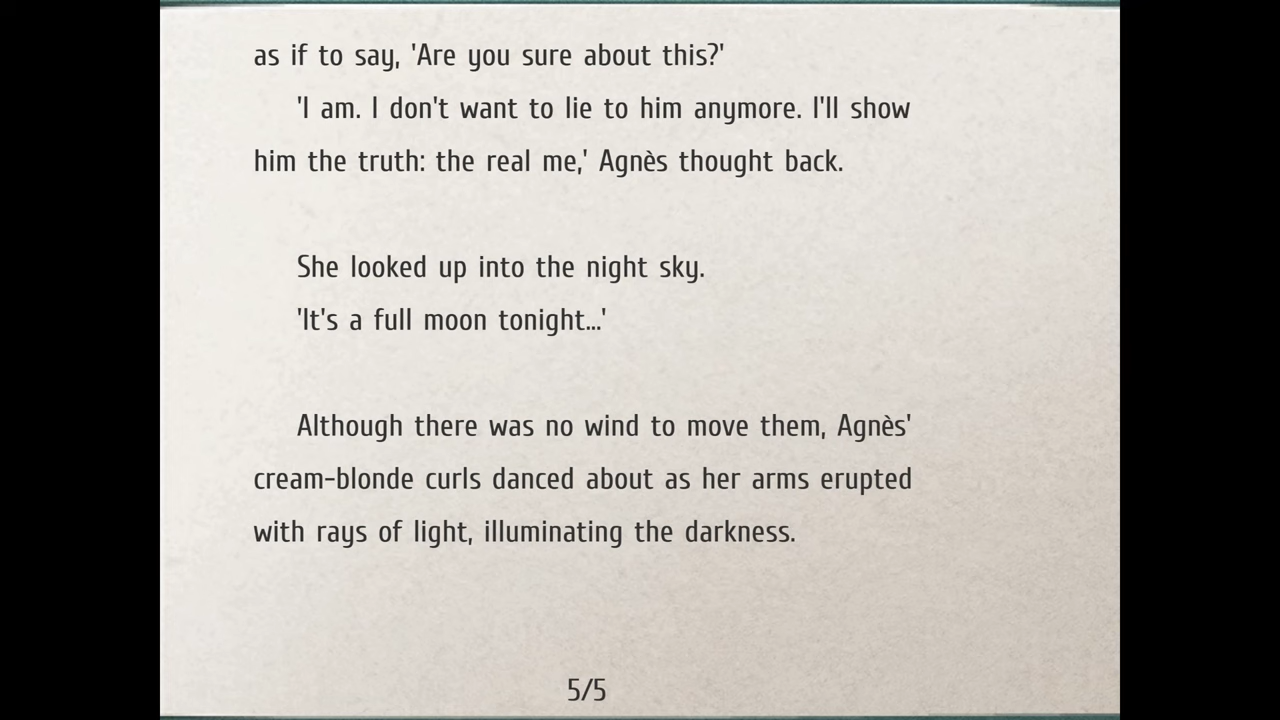 as if to say, 'Are you sure about this?'
'I am. I don't want to lie to him anymore. I'll show
him the truth: the real me,' Agnès thought back.
She looked up into the night sky.
'It's a full moon tonight...'
Although there was no wind to move them, Agnès'
cream-blonde curls danced about as her arms erupted
with rays of light, illuminating the darkness.
5/5